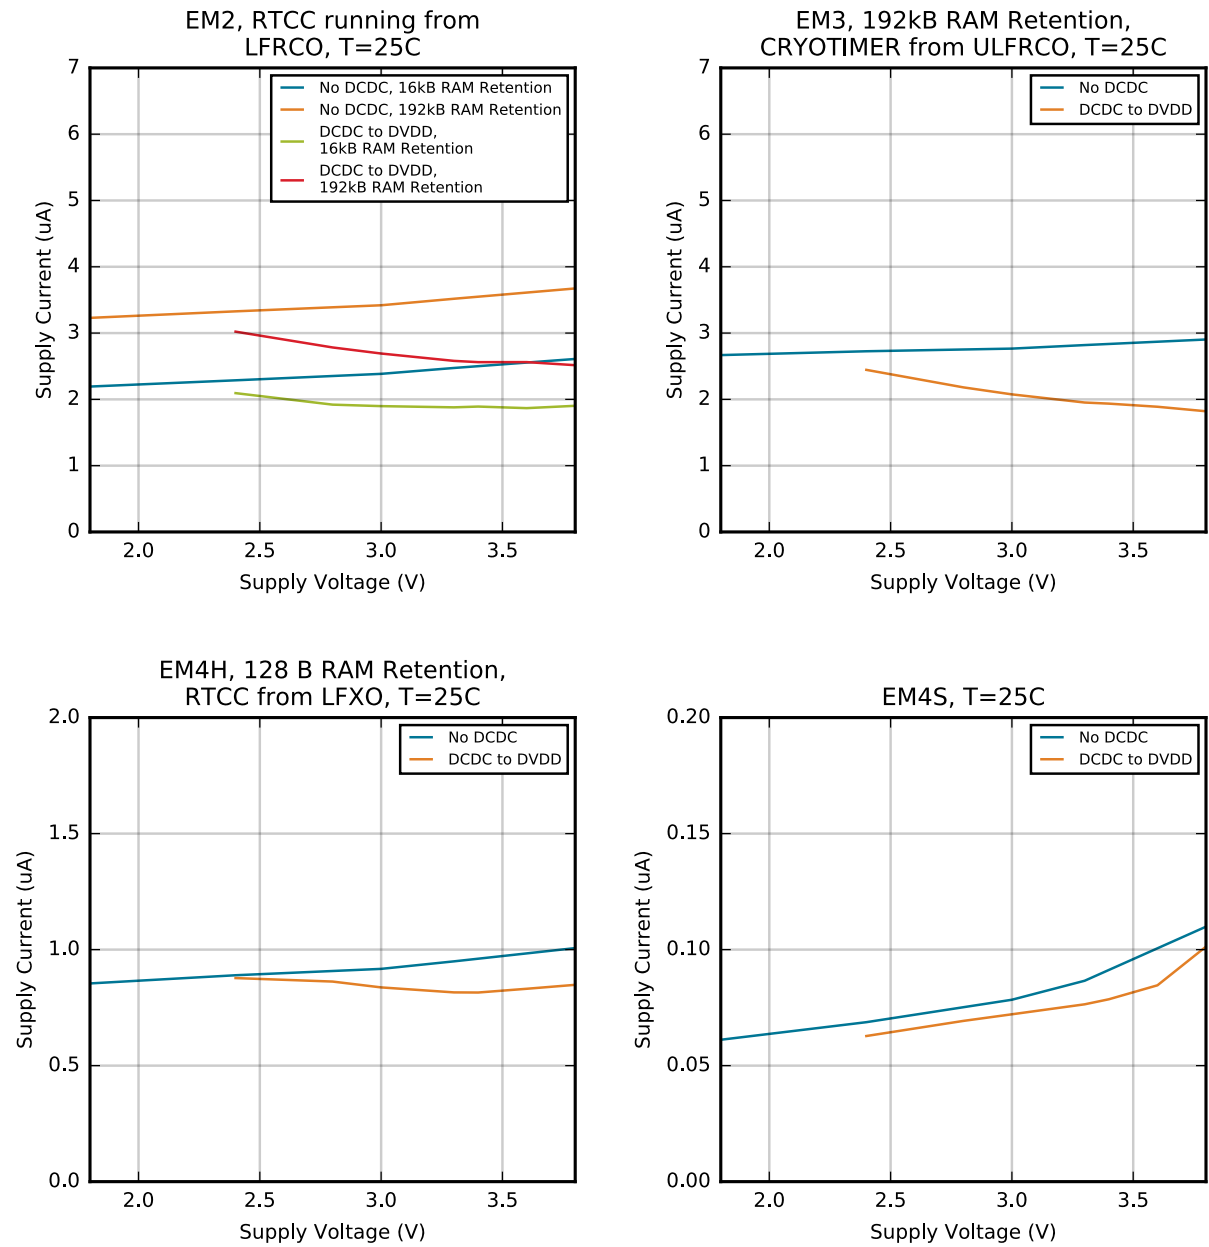 EM2, RTCC running from
LFRCO, T=25C
7
6
5
4
3
2
1
0
Supply Current (uA)
No DCDC, 16kB RAM Retention
No DCDC, 192kB RAM Retention
DCDC to DVDD,
16kB RAM Retention
DCDC to DVDD,
192kB RAM Retention
2.0 2.5 3.0 3.5
Supply Voltage (V)
EM3, 192kB RAM Retention,
CRYOTIMER from ULFRCO, T=25C
7
6
5
4
3
2
1
0
Supply Current (uA)
No DCDC
DCDC to DVDD
2.0 2.5 3.0 3.5
Supply Voltage (V)
EM4H, 128 B RAM Retention,
RTCC from LFXO, T=25C
2.0
1.5
1.0
0.5
0.0
Supply Current (uA)
No DCDC
DCDC to DVDD
2.0 2.5 3.0 3.5
Supply Voltage (V)
EM4S, T=25C
0.20
0.15
0.10
0.05
0.00
Supply Current (uA)
No DCDC
DCDC to DVDD
2.0 2.5 3.0 3.5
Supply Voltage (V)